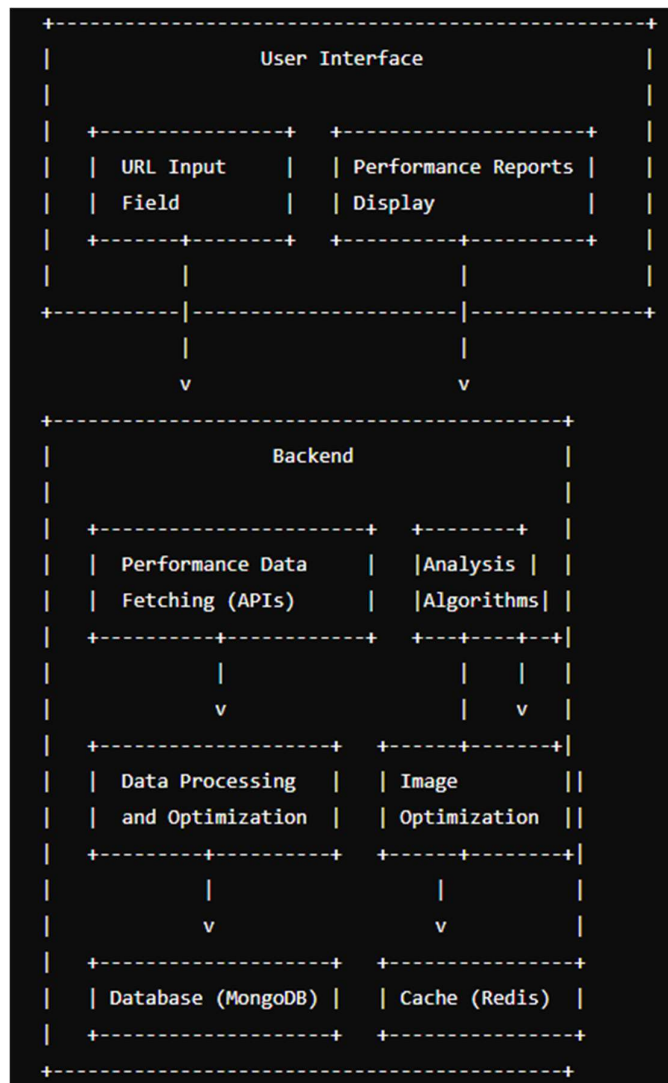 User Interface
URL Input Performance Reports
Field Display
v v
Backend
Performance Data Analysis
Fetching (APIs) Algorithms
v v
Data Processing Image
and Optimization Optimization
v v
Database (MongoDB) Cache (Redis)